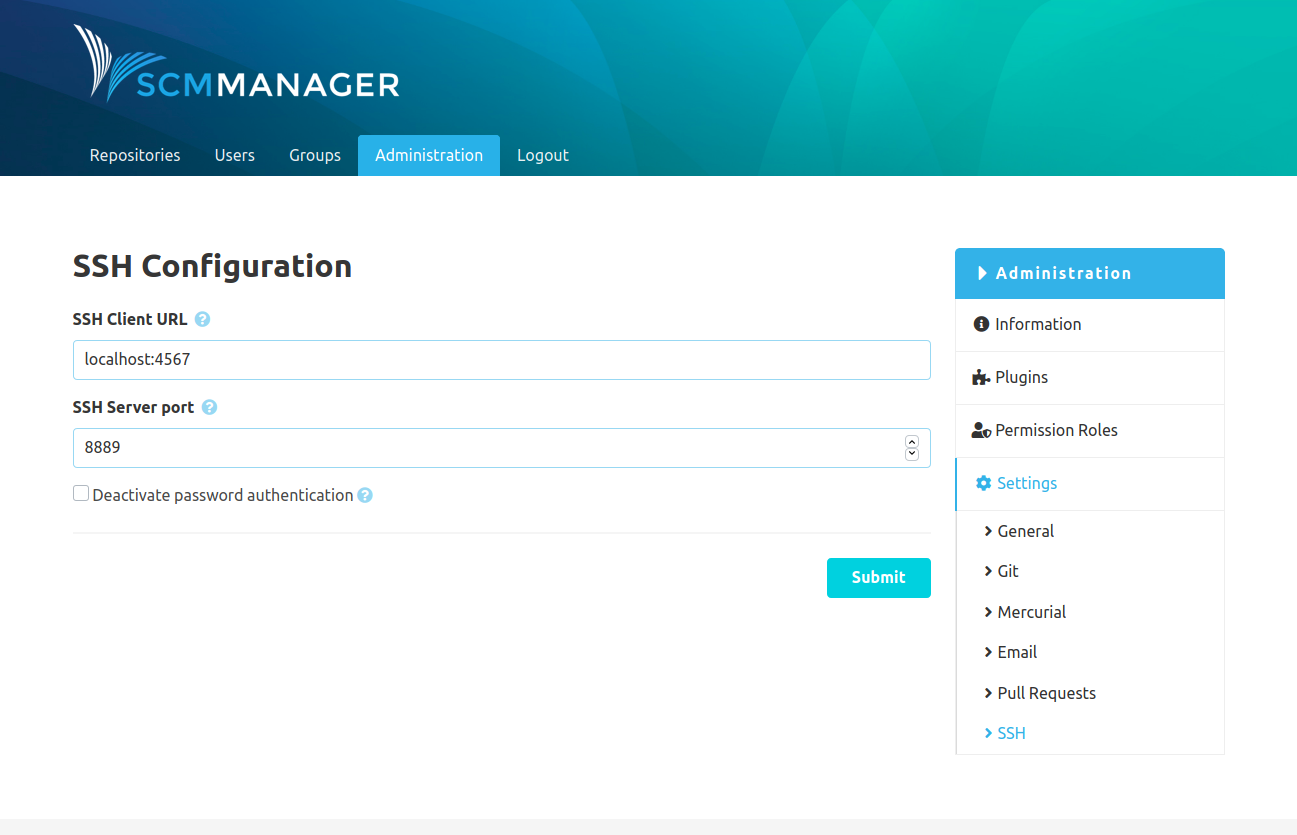 SCMMANAGER
Repositories Users Groups Administration Logout
SSH Configuration
SSH Client URL
localhost:4567
SSH Server port
8889
Deactivate password authentication
Submit
Administration
Information
Plugins
Permission Roles
Settings
General
Git
Mercurial
Email
Pull Requests
SSH